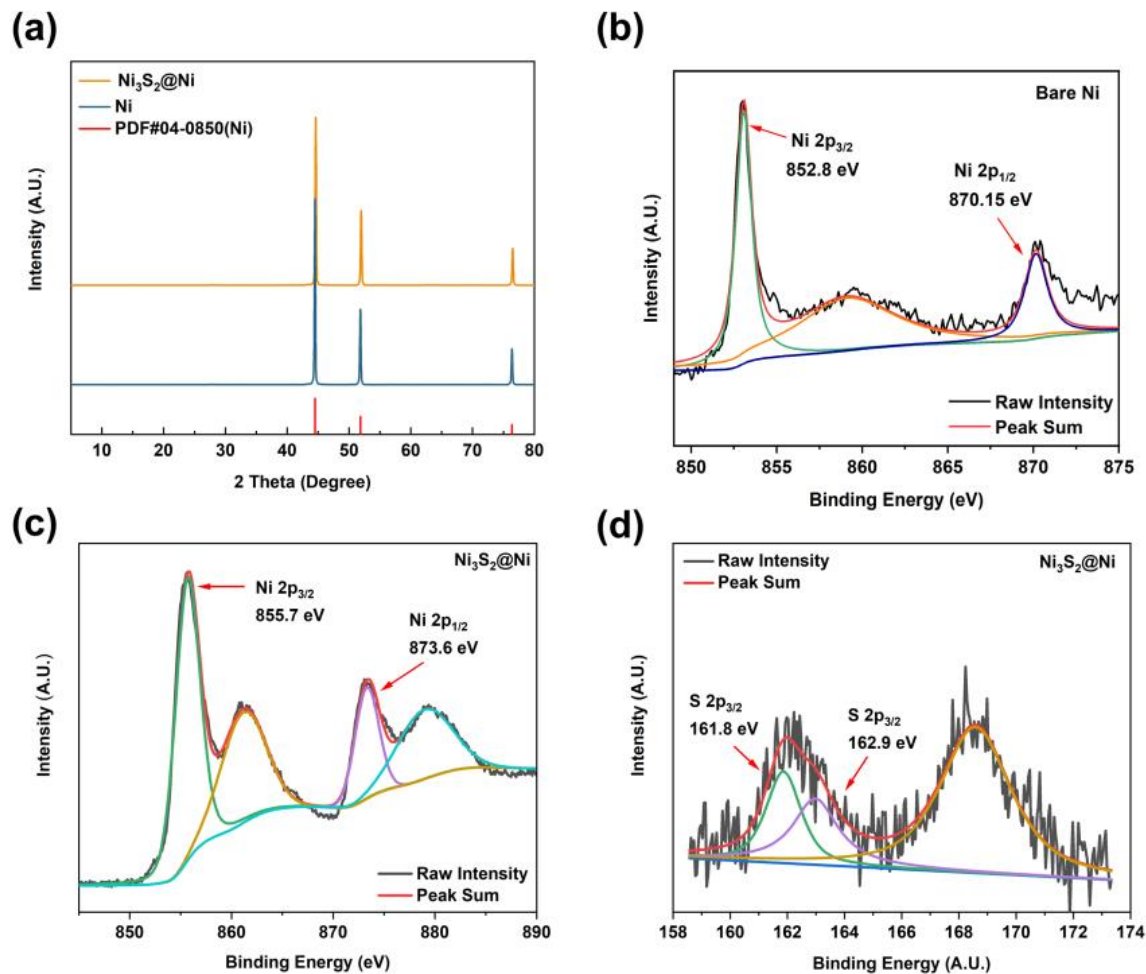 (a)
Ni₃S₂@Ni
Ni
PDF#04-0850(Ni)
Intensity (A.U.)
10 20 30 40 50 60 70 80
2 Theta (Degree)
(b)
Bare Ni
Ni 2p₃/₂
852.8 eV
Ni 2p₁/₂
870.15 eV
Intensity (A.U.)
Raw Intensity
Peak Sum
850 855 860 865 870 875
Binding Energy (eV)
(c)
Ni₃S₂@Ni
Ni 2p₃/₂
855.7 eV
Ni 2p₁/₂
873.6 eV
Intensity (A.U.)
Raw Intensity
Peak Sum
850 860 870 880 890
Binding Energy (eV)
(d)
Raw Intensity
Peak Sum
Ni₃S₂@Ni
S 2p₃/₂
161.8 eV
S 2p₃/₂
162.9 eV
Intensity (A.U.)
158 160 162 164 166 168 170 172 174
Binding Energy (A.U.)